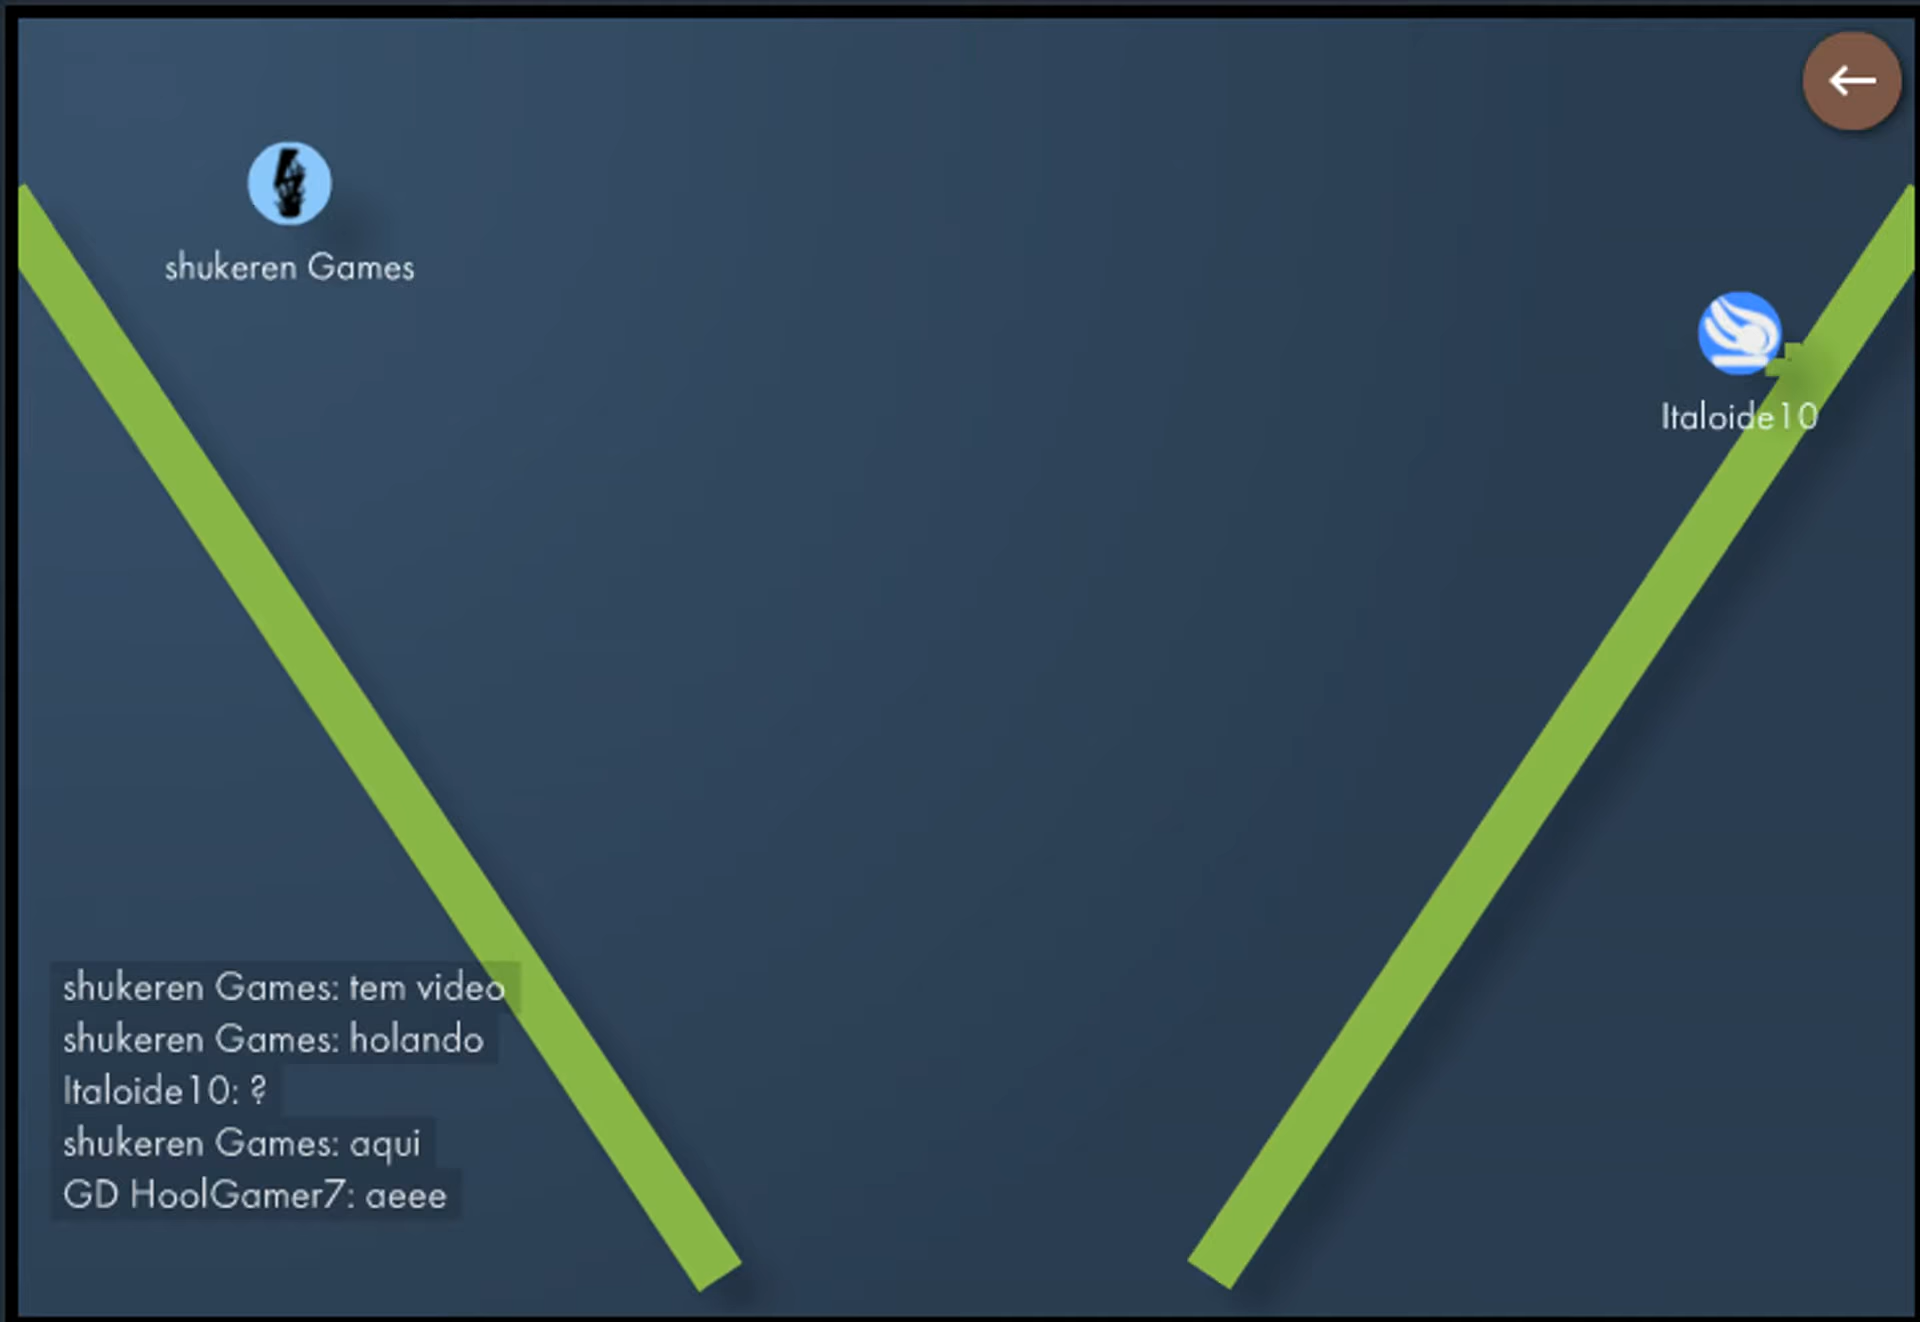 shukeren Games
Italoide10
shukeren Games: tem video
shukeren Games: holando
Italoide10: ?
shukeren Games: aqui
GD HoolGamer7: aeee